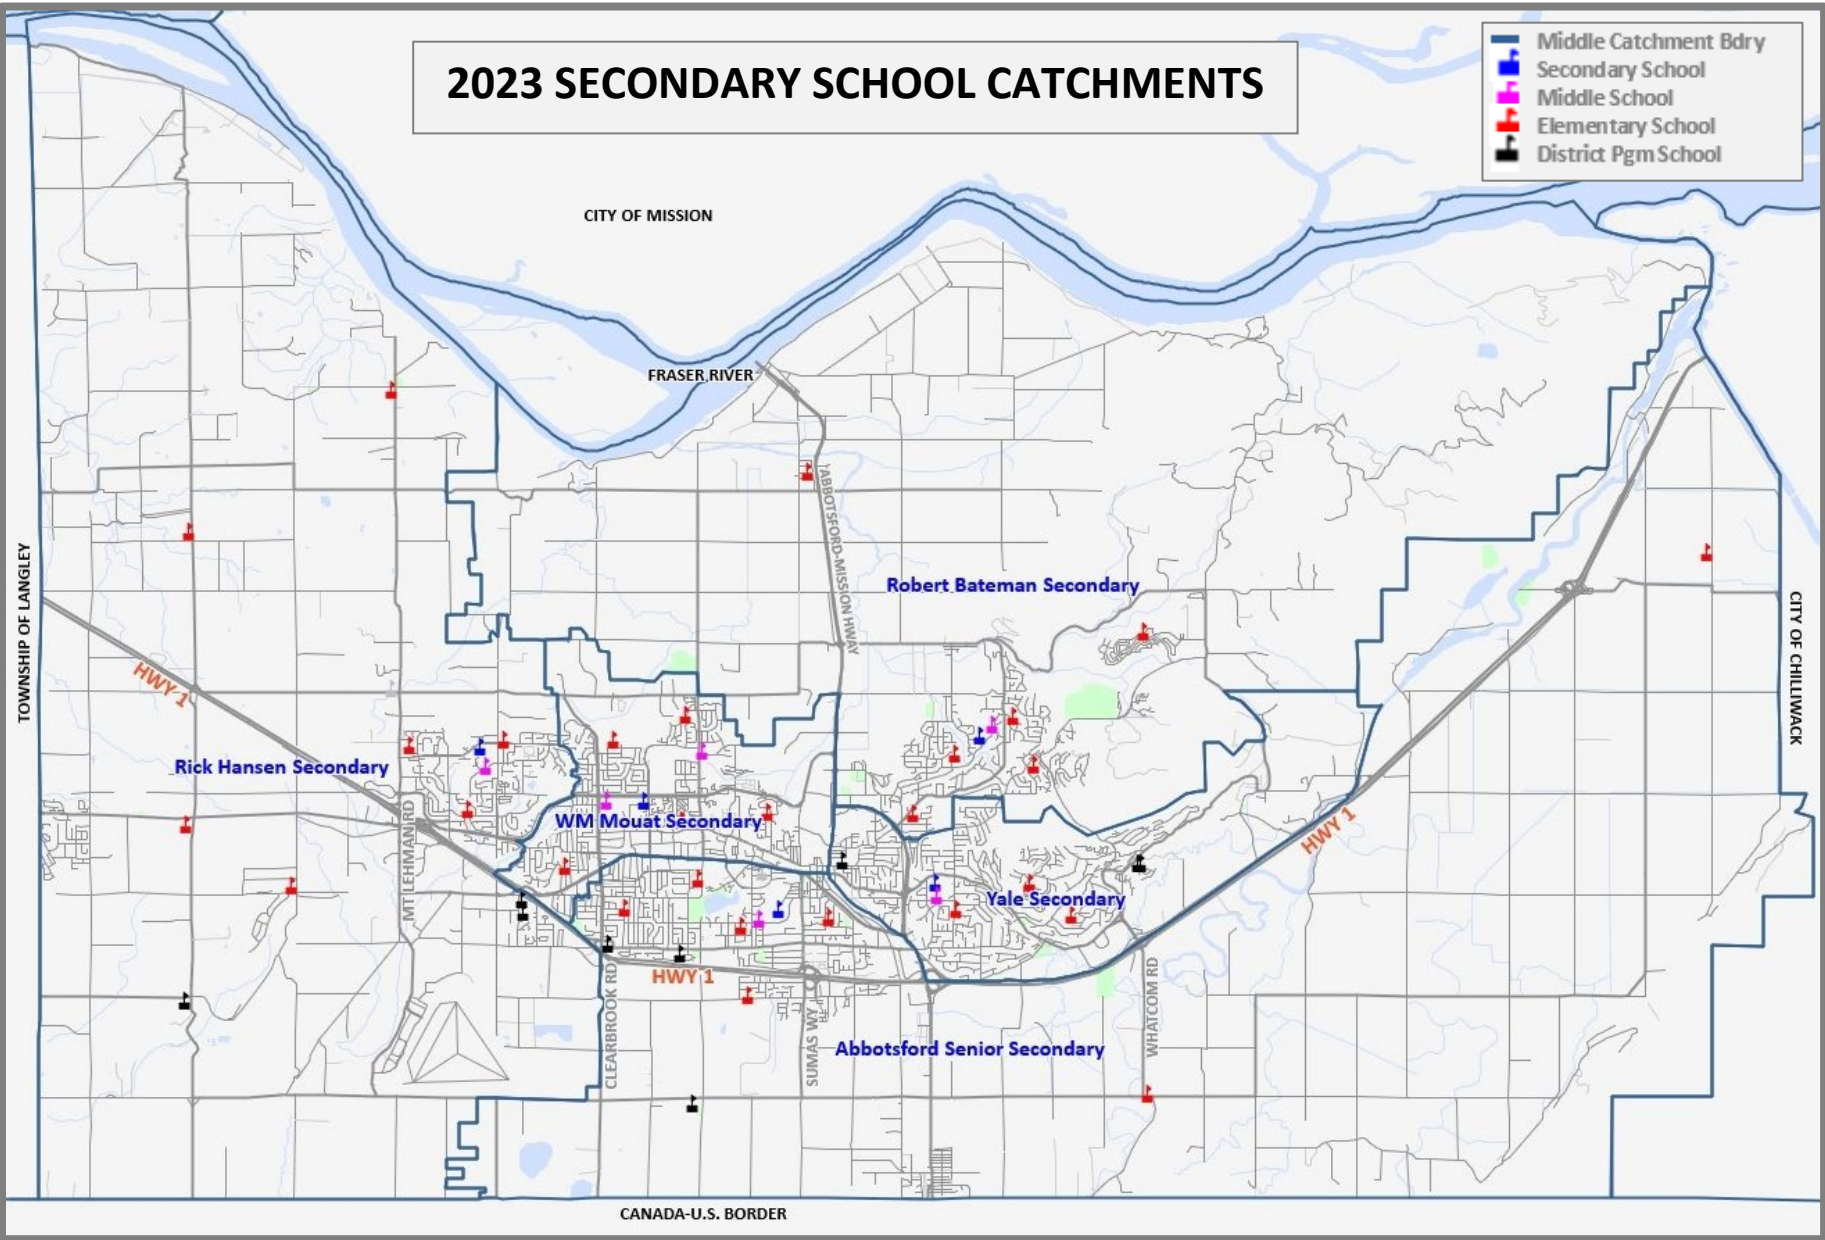 2023 SECONDARY SCHOOL CATCHMENTS
Middle Catchment Bdry
Secondary School
Middle School
Elementary School
District Pgm School
CITY OF MISSION
FRASER RIVER
ABBOTSFORD-MISSION HWAY
TOWNSHIP OF LANGLEY
Robert Bateman Secondary
CITY OF CHILLIWACK
HWY 1
Rick Hansen Secondary
MT LEHMAN RD
WM Mouat Secondary
HWY 1
Yale Secondary
HWY 1
CLEARBROOK RD
SUMAS WY
WHATCOM RD
Abbotsford Senior Secondary
CANADA-U.S. BORDER